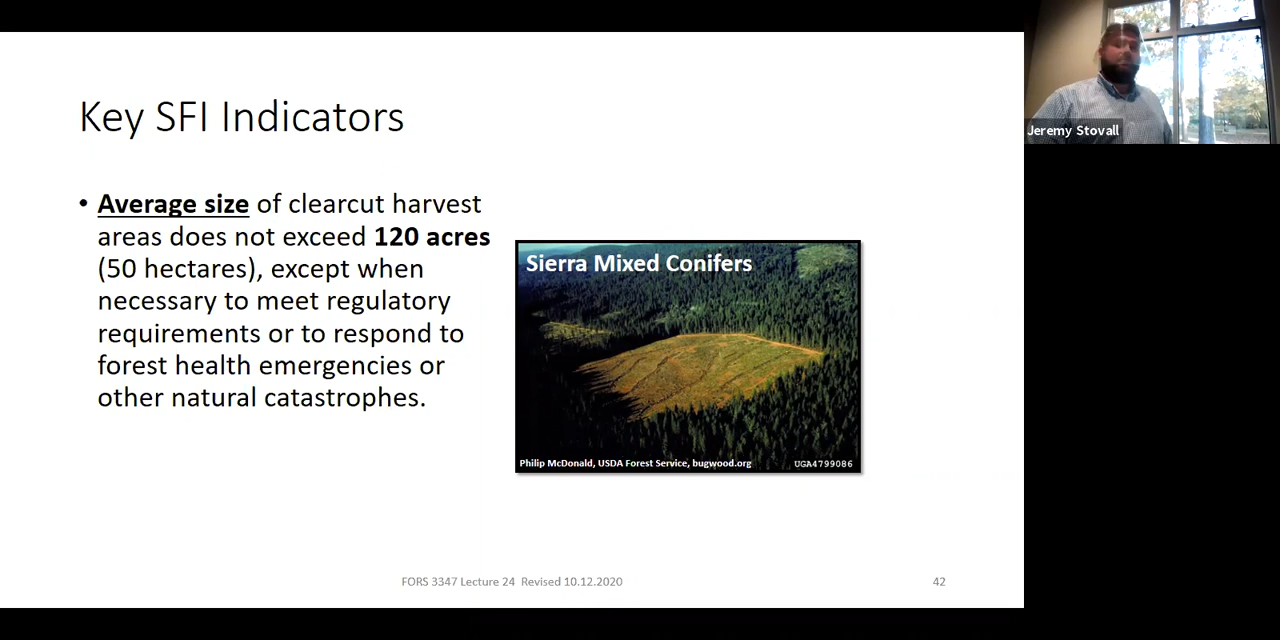 Key SFI Indicators
• Average size of clearcut harvest
areas does not exceed 120 acres
(50 hectares), except when
necessary to meet regulatory
requirements or to respond to
forest health emergencies or
other natural catastrophes.
Sierra Mixed Conifers
Philip McDonald, USDA Forest Service, bugwood.org
UGA4799086
FORS 3347 Lecture 24 Revised 10.12.2020
42
Jeremy Stovall